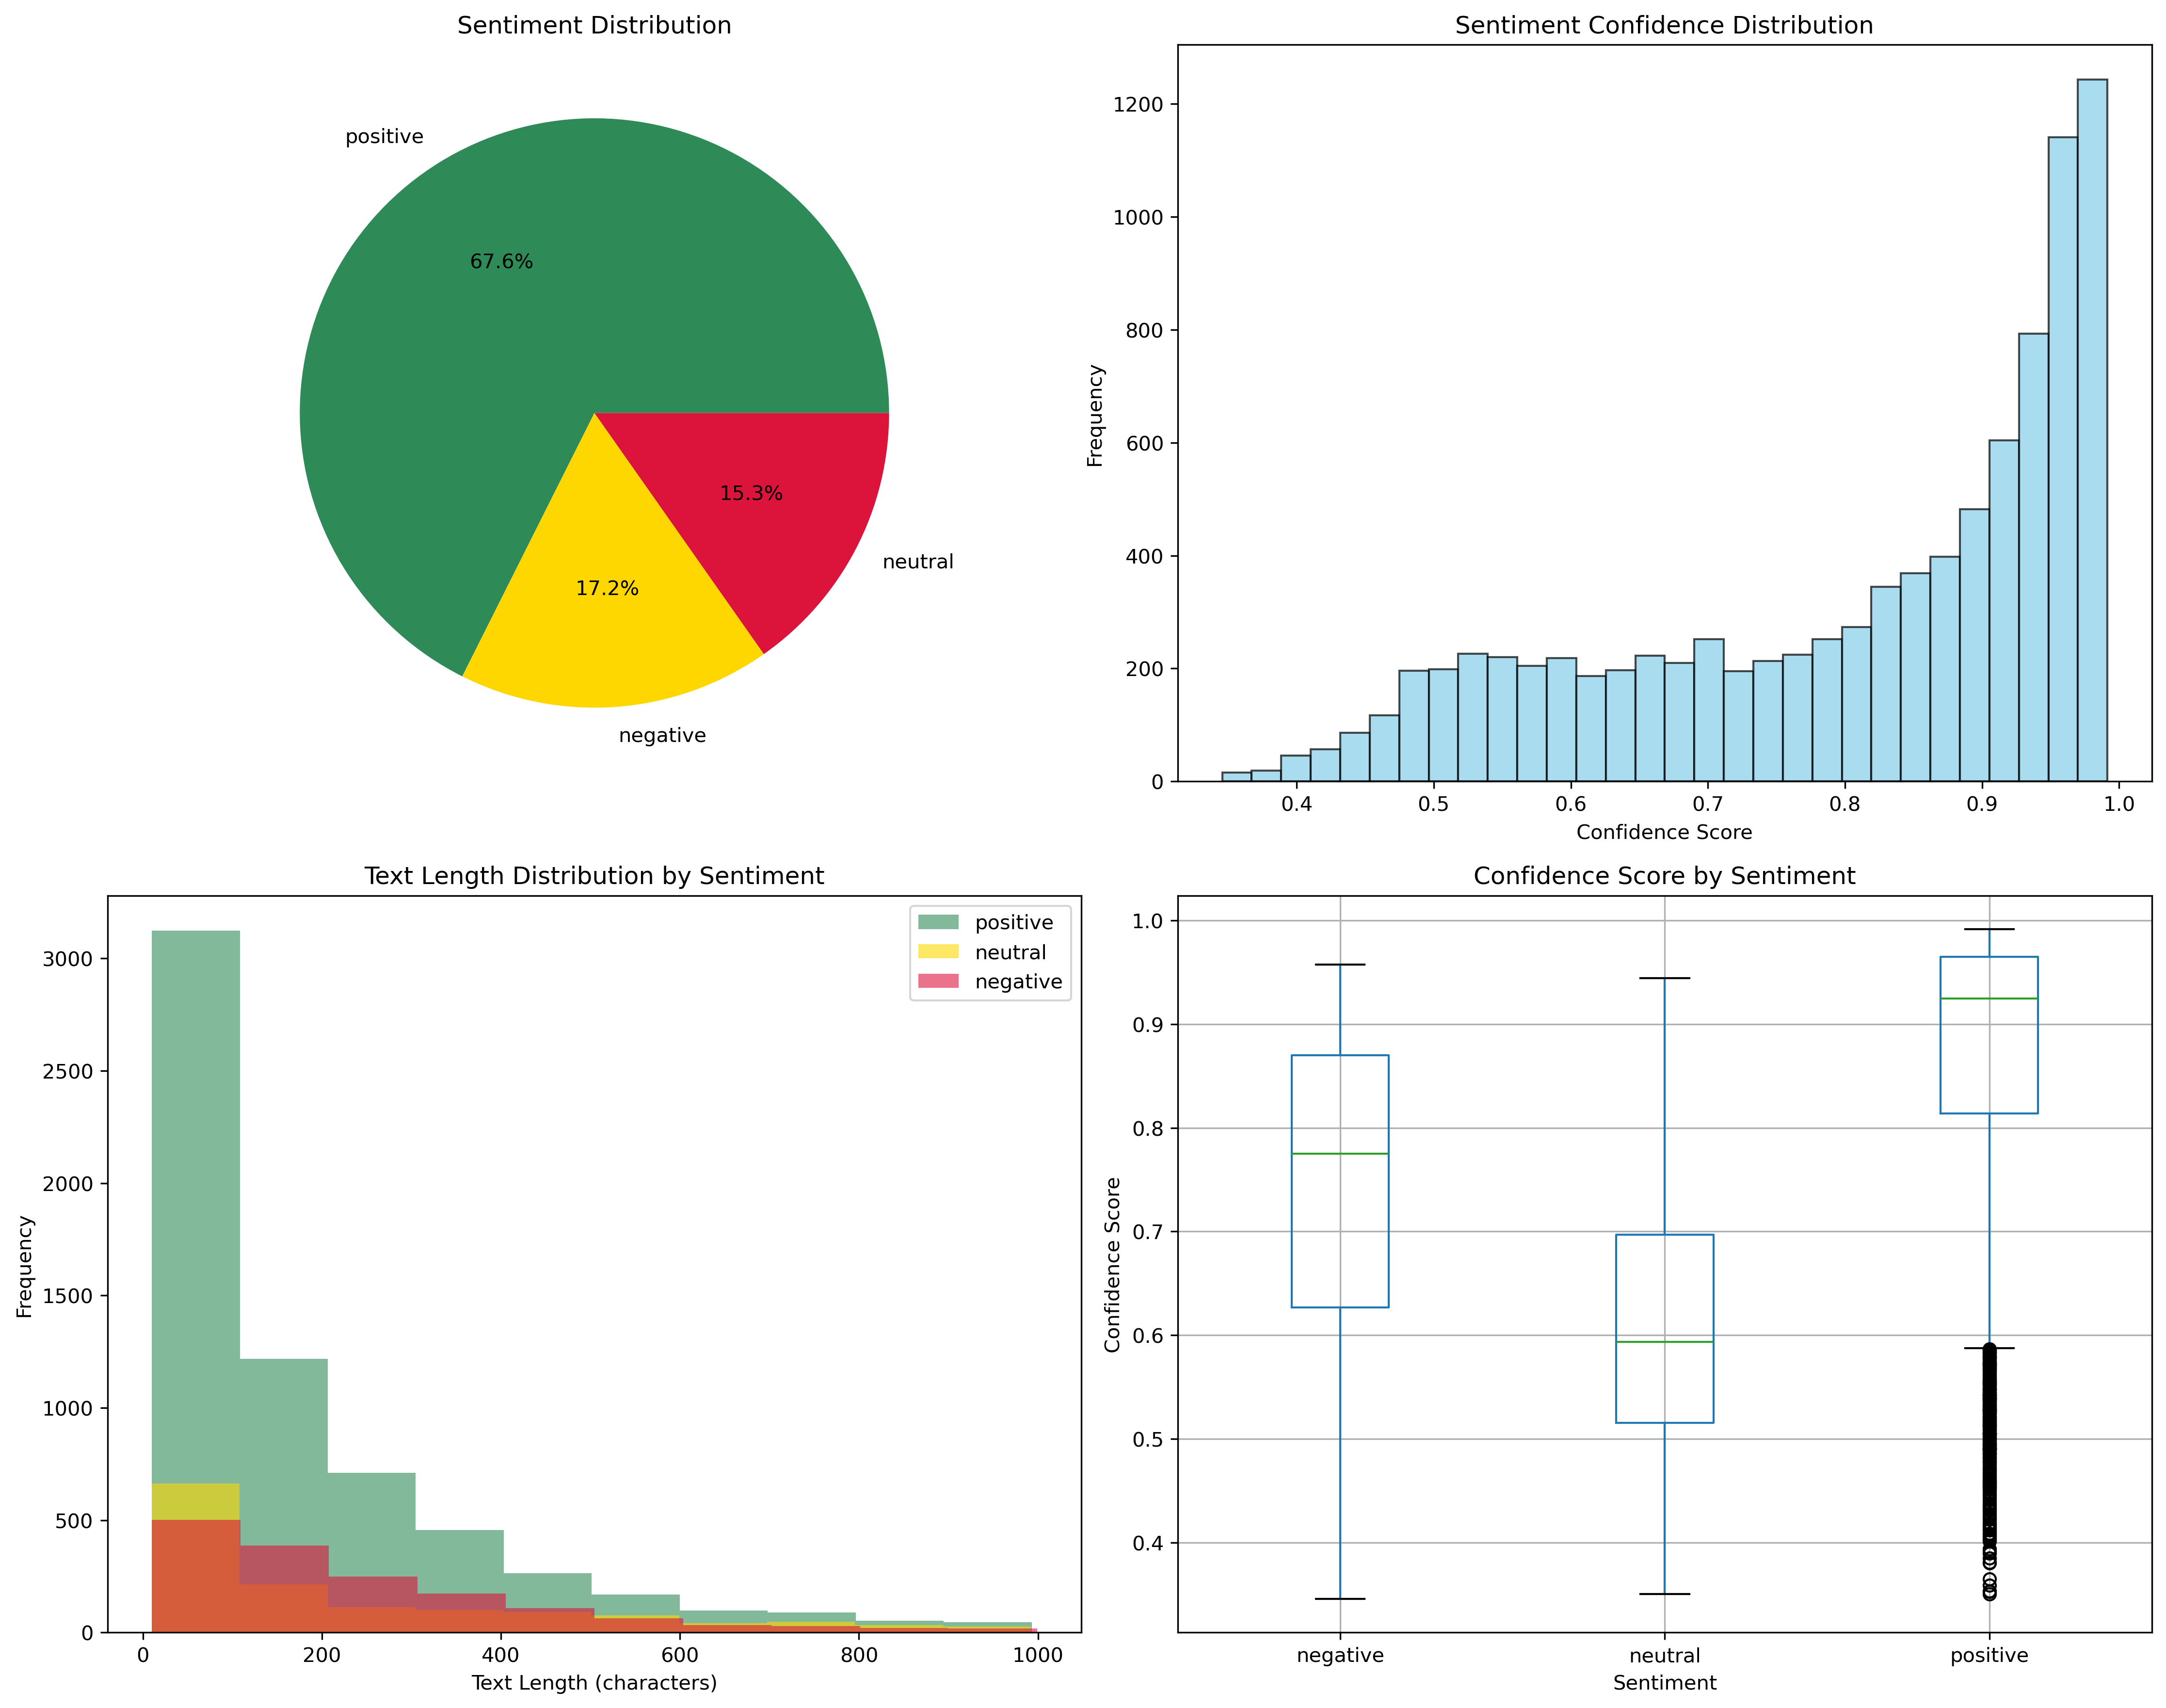 Sentiment Distribution
positive
67.6%
15.3%
neutral
17.2%
negative
Sentiment Confidence Distribution
1200
1000
800
600
400
200
0
Frequency
0.4 0.5 0.6 0.7 0.8 0.9 1.0
Confidence Score
Text Length Distribution by Sentiment
positive
neutral
negative
3000
2500
2000
1500
1000
500
0
Frequency
0 200 400 600 800 1000
Text Length (characters)
Confidence Score by Sentiment
1.0
0.9
0.8
0.7
0.6
0.5
0.4
Confidence Score
negative neutral positive
Sentiment